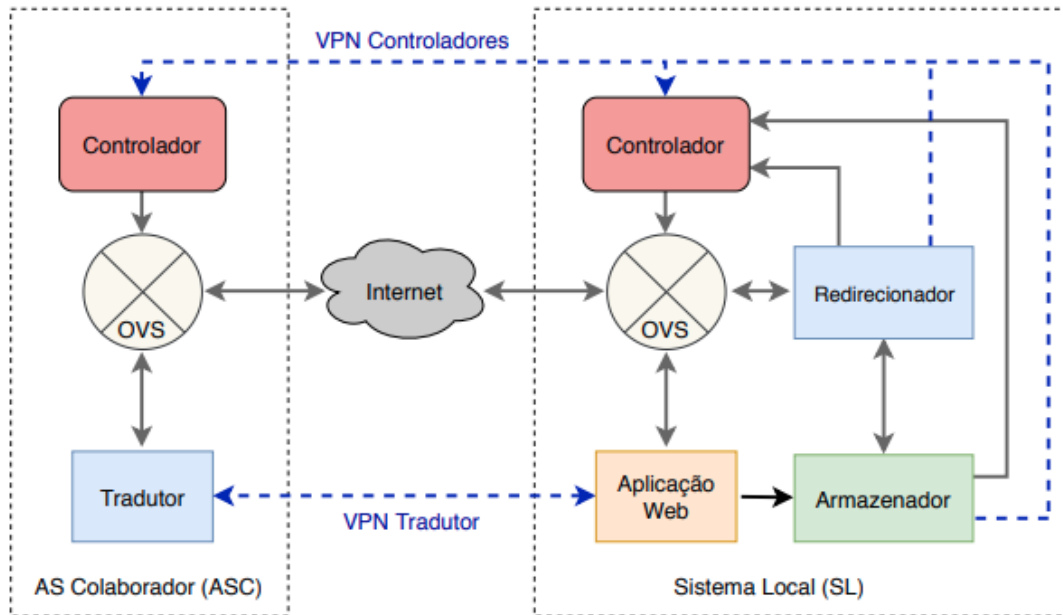 VPN Controladores
Controlador
Controlador
OVS
Internet
OVS
Redirecionador
Tradutor
VPN Tradutor
Aplicação
Web
Armazenador
AS Colaborador (ASC)
Sistema Local (SL)